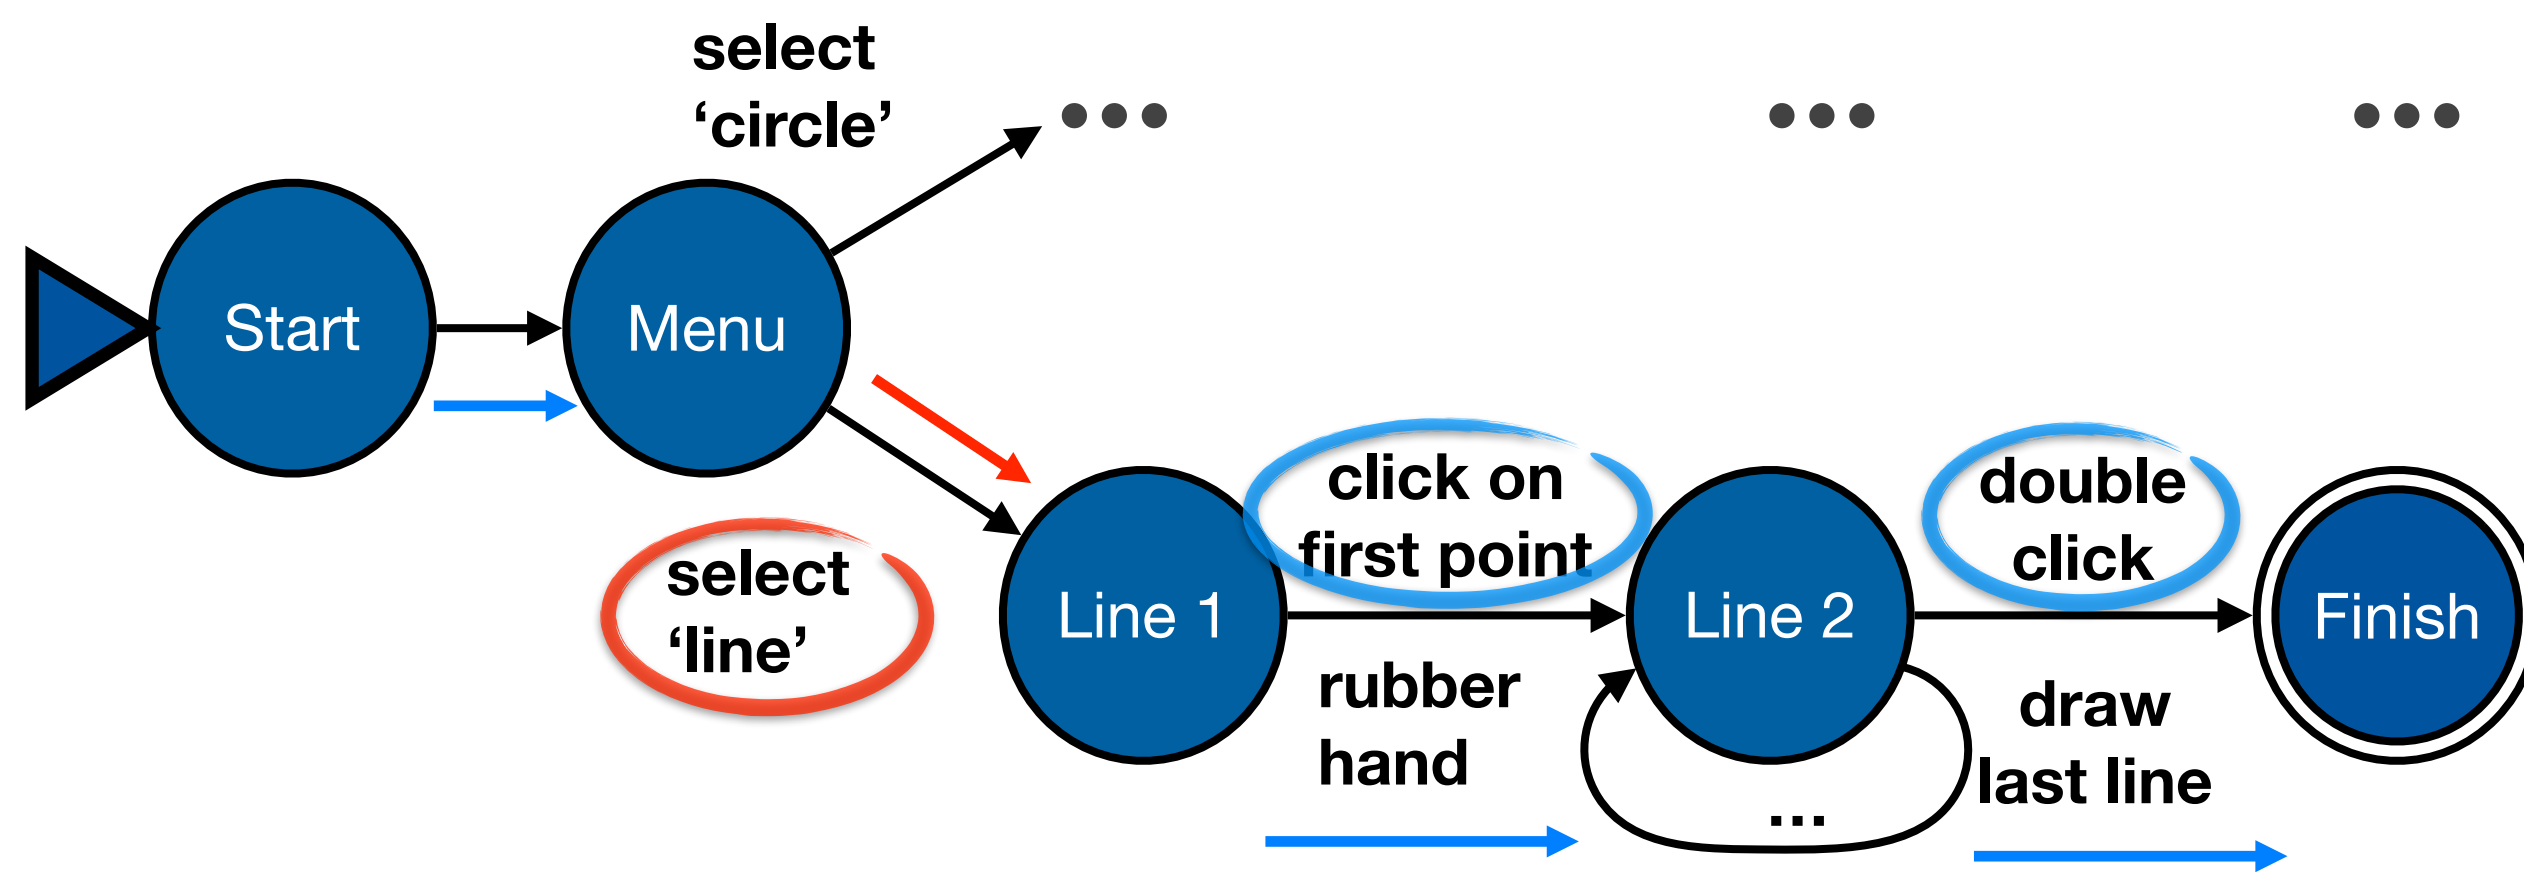 select
‘circle’
•••
•••
•••
Start
Menu
select
‘line’
Line 1
click on
first point
rubber
hand
Line 2
...
double
click
draw
last line
Finish